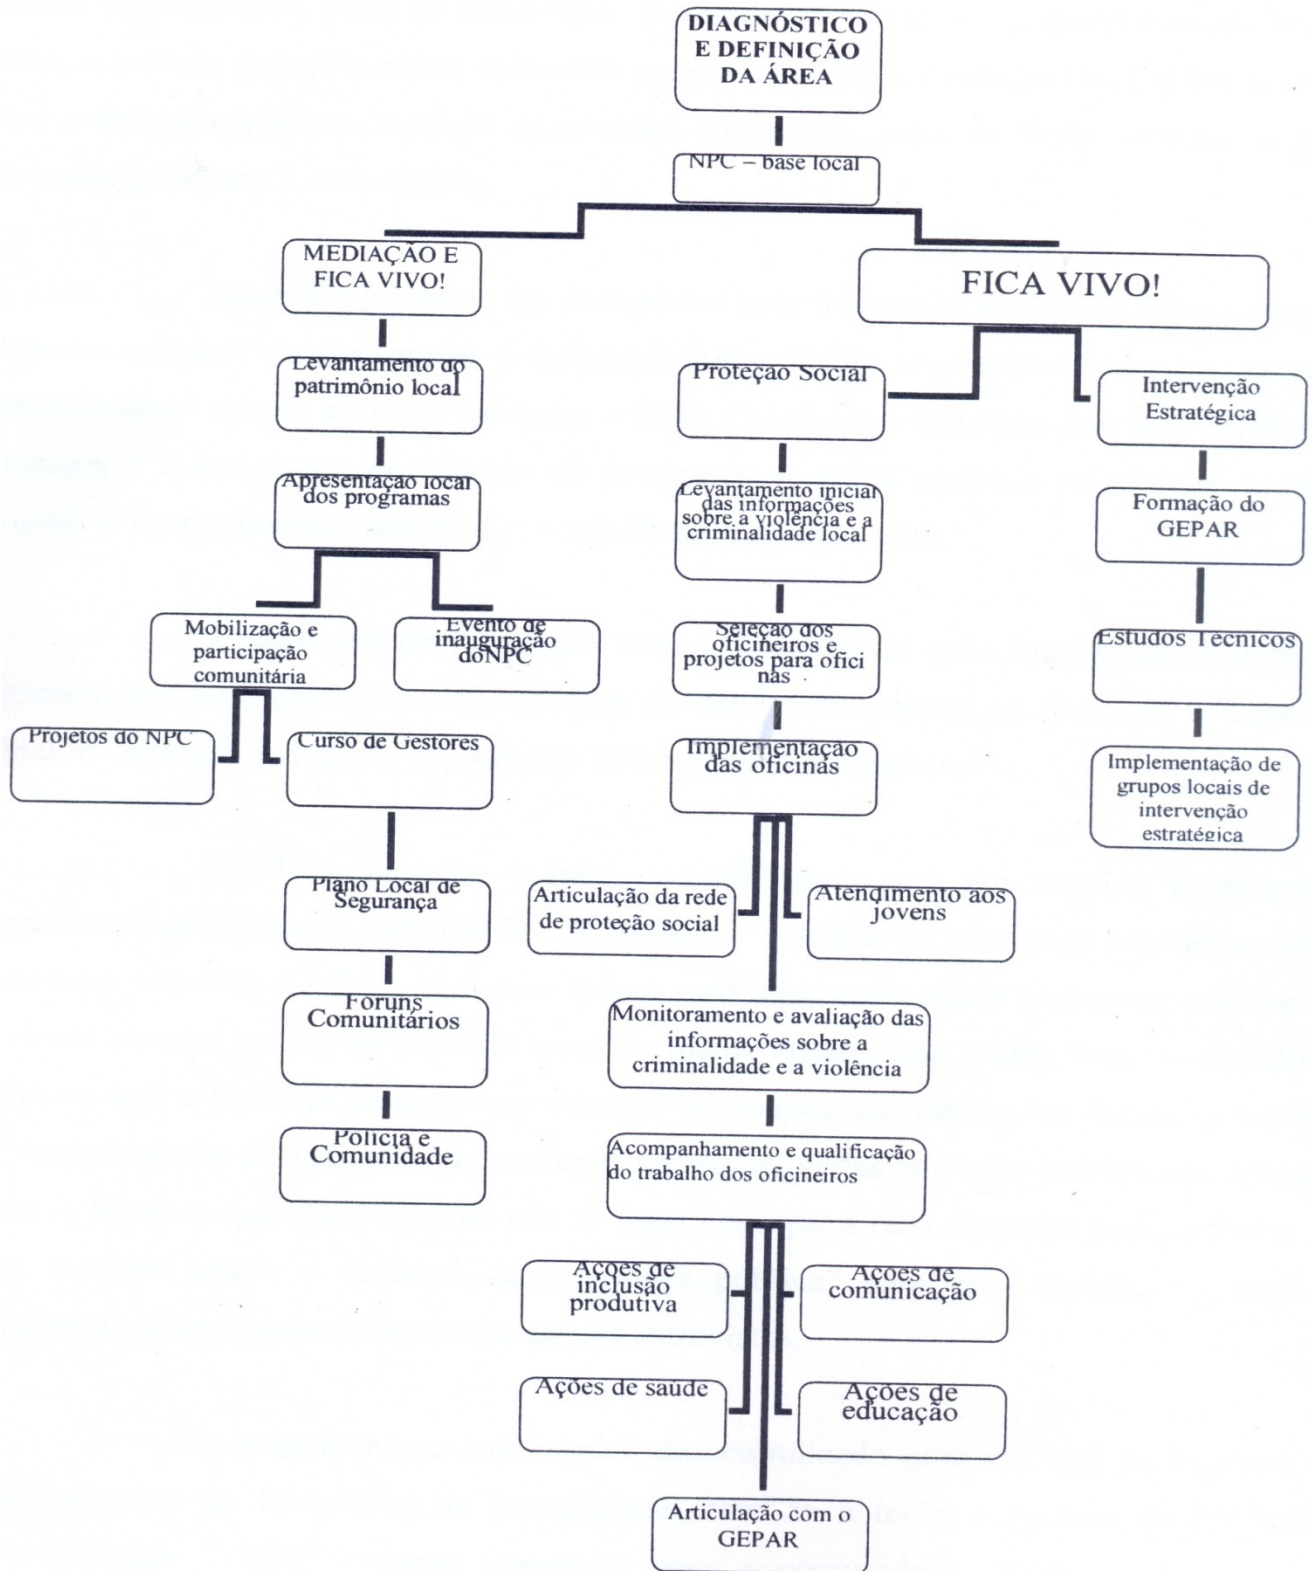 DIAGNÓSTICO
E DEFINIÇÃO
DA ÁREA
NPC – base local
MEDIAÇÃO E
FICA VIVO!
FICA VIVO!
Levantamento do
patrimônio local
Proteção Social
Intervenção
Estratégica
Apresentação local
dos programas
Levantamento inicial
das informações
sobre a violência e a
criminalidade local
Formação do
GEPAR
Mobilização e
participação
comunitária
Evento de
inauguração
doNPC
Seleção dos
oficineiros e
projetos para ofici
nas
Estudos Técnicos
Projetos do NPC
Curso de Gestores
Implementação
das oficinas
Implementação de
grupos locais de
intervenção
estratégica
Plano Local de
Segurança
Articulação da rede
de proteção social
Atendimento aos
jovens
Fóruns
Comunitários
Monitoramento e avaliação das
informações sobre a
criminalidade e a violência
Polícia e
Comunidade
Acompanhamento e qualificação
do trabalho dos oficineiros
Ações de
inclusão
produtiva
Ações de
comunicação
Ações de saúde
Ações de
educação
Articulação com o
GEPAR